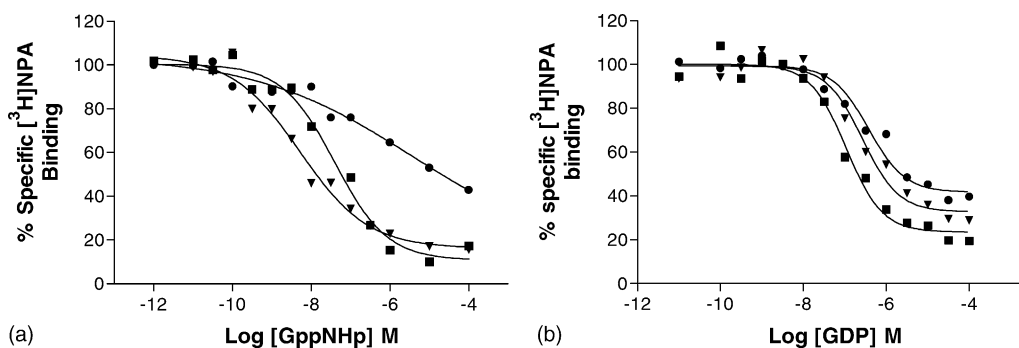 120
100
80
60
40
20
0
% Specific [³H]NPA
Binding
-12 -10 -8 -6 -4
(a) Log [GppNHp] M
120
100
80
60
40
20
0
% specific [³H]NPA
binding
-12 -10 -8 -6 -4
(b) Log [GDP] M